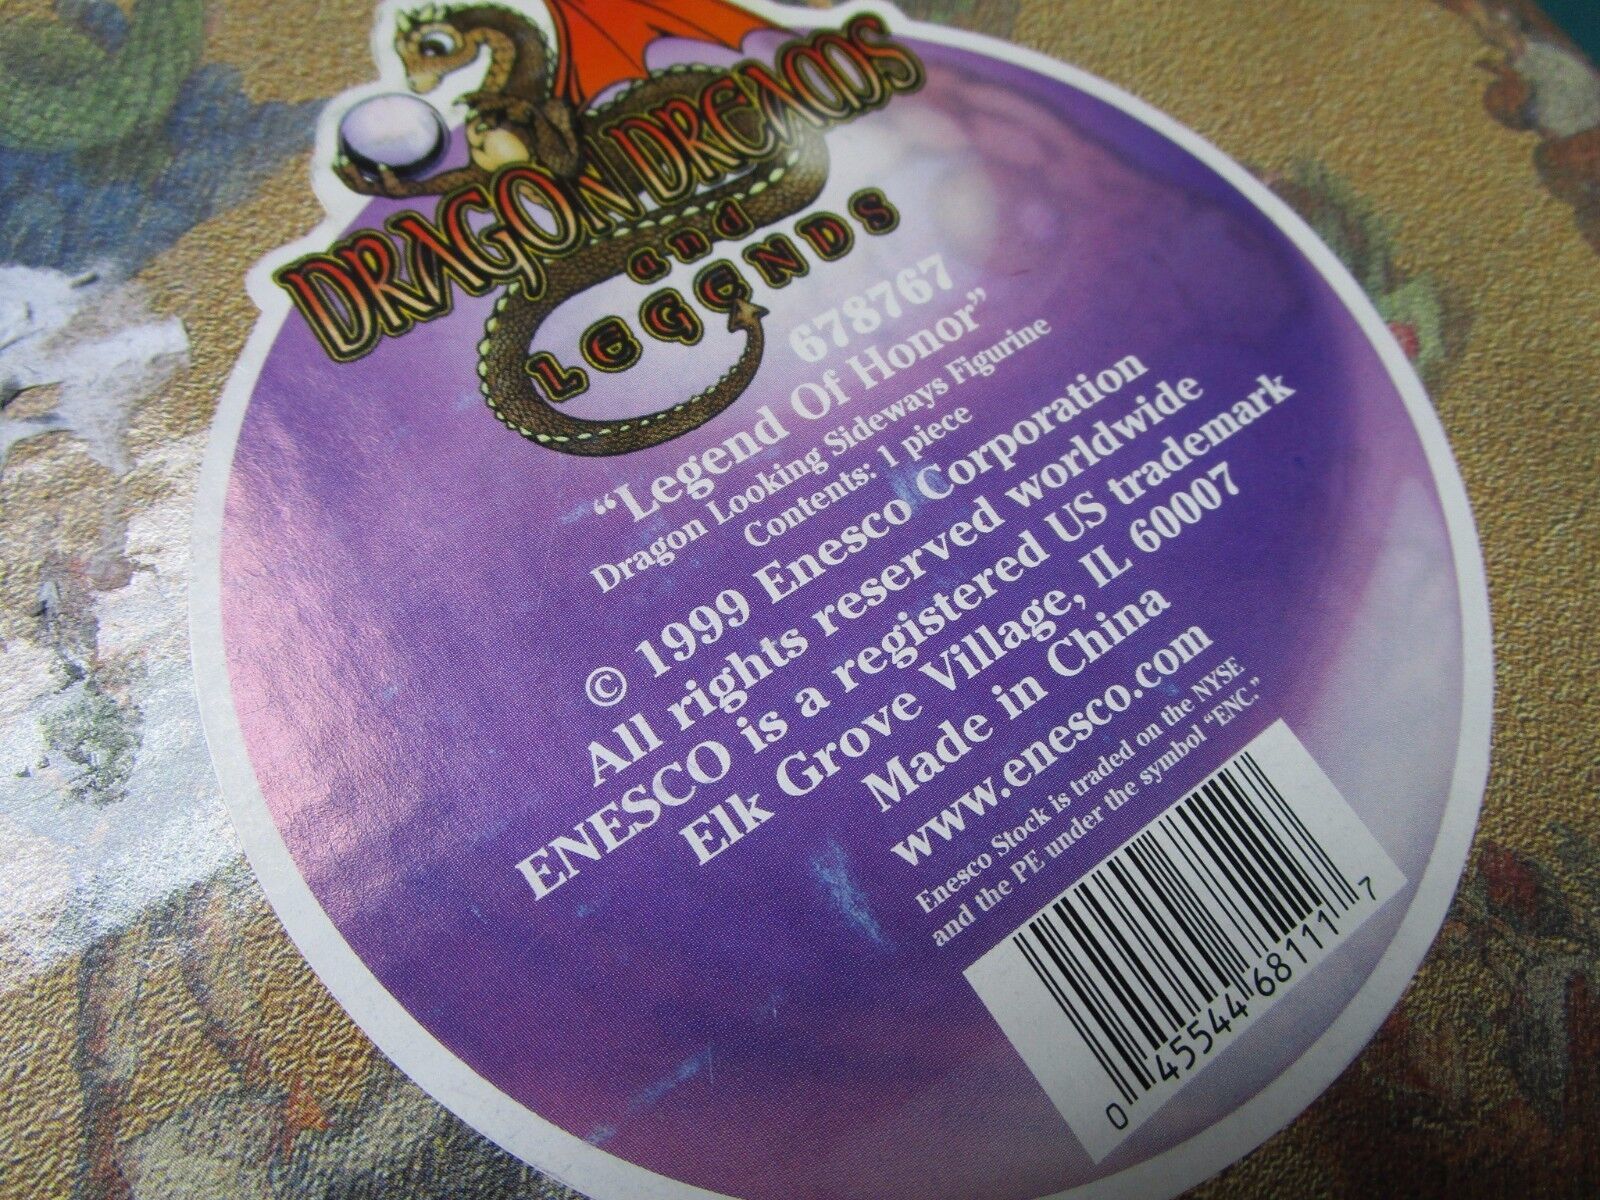 DRAGON DREAMS
and
LEGENDS
678767
“Legend Of Honor”
Dragon Looking Sideways Figurine
Contents: 1 piece
© 1999 Enesco Corporation
All rights reserved worldwide
ENESCO is a registered US trademark
Elk Grove Village, IL 60007
Made in China
www.enesco.com
Enesco Stock is traded on the NYSE
and the PE under the symbol “ENC.”
0 45544 68111 7